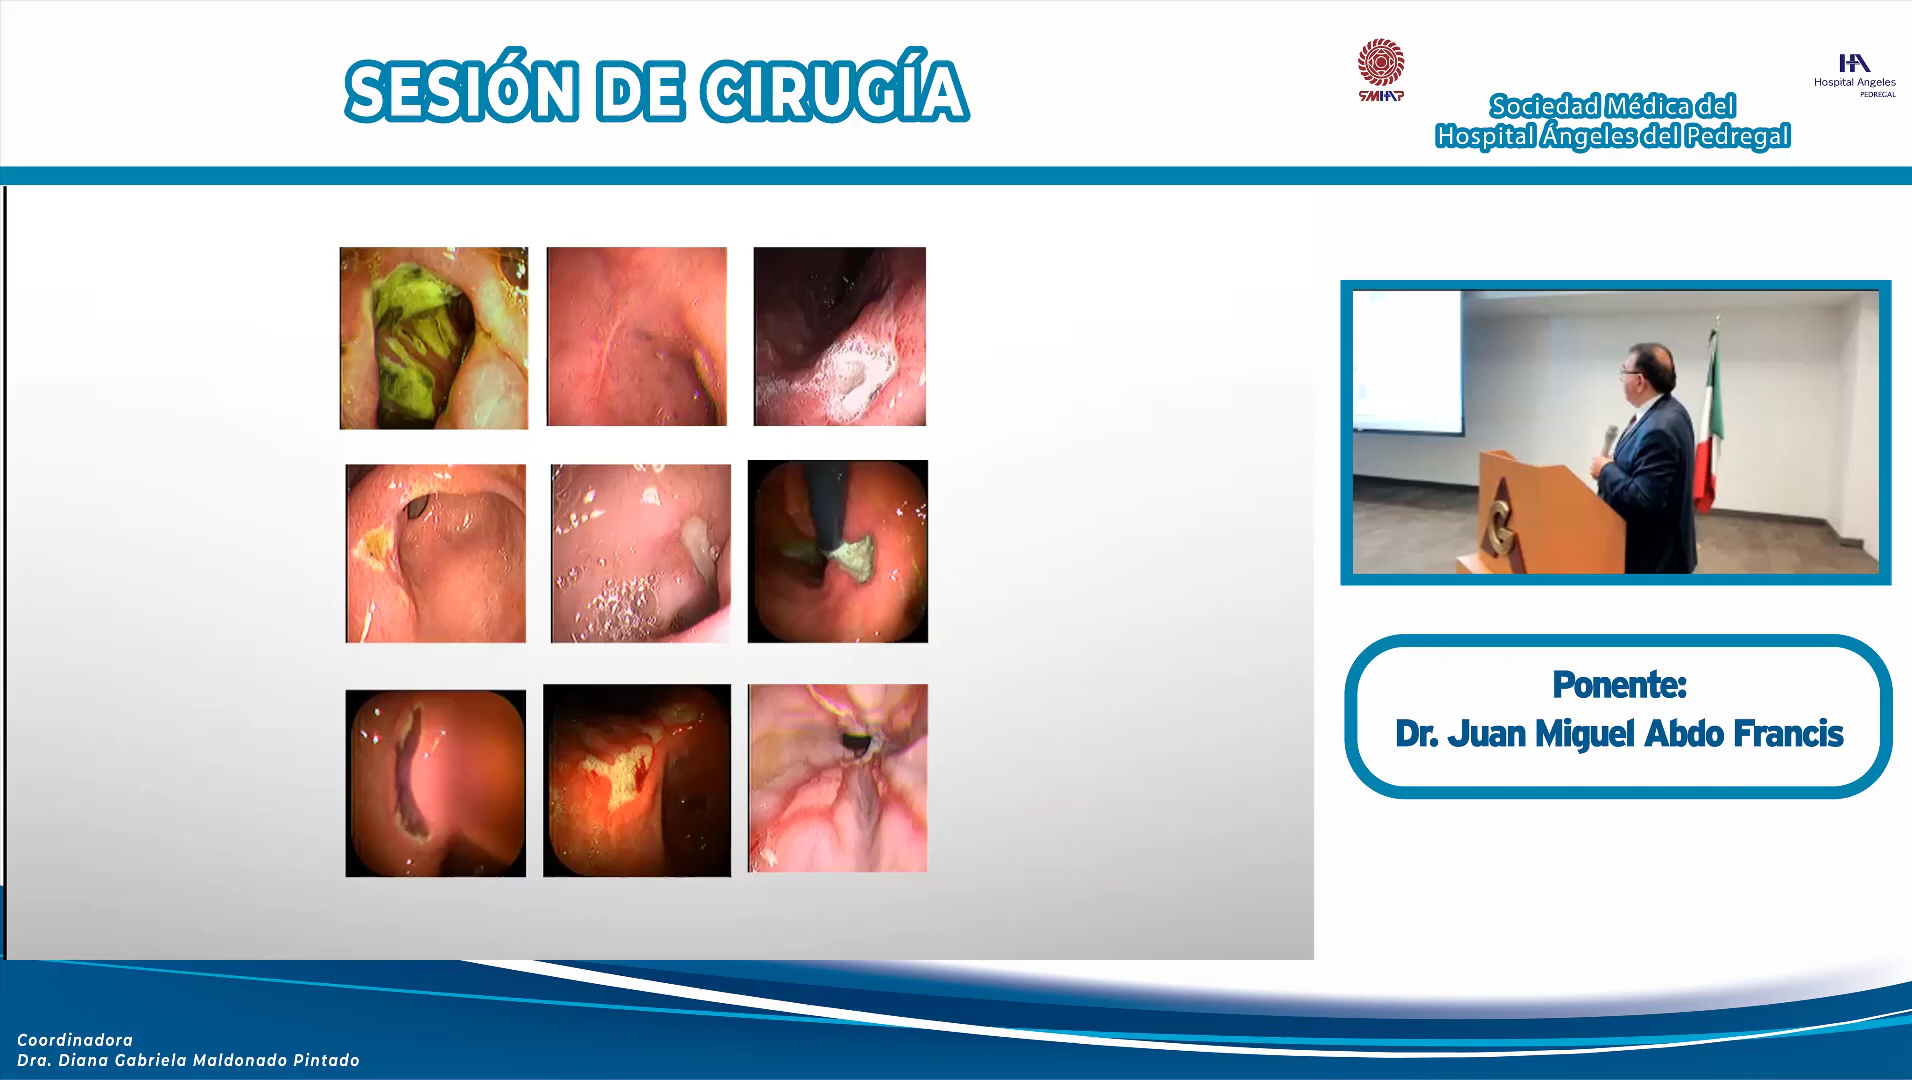 SESIÓN DE CIRUGÍA
SMHAP
Sociedad Médica del
Hospital Ángeles del Pedregal
HA
Hospital Angeles
PEDREGAL
Ponente:
Dr. Juan Miguel Abdo Francis
Coordinadora
Dra. Diana Gabriela Maldonado Pintado